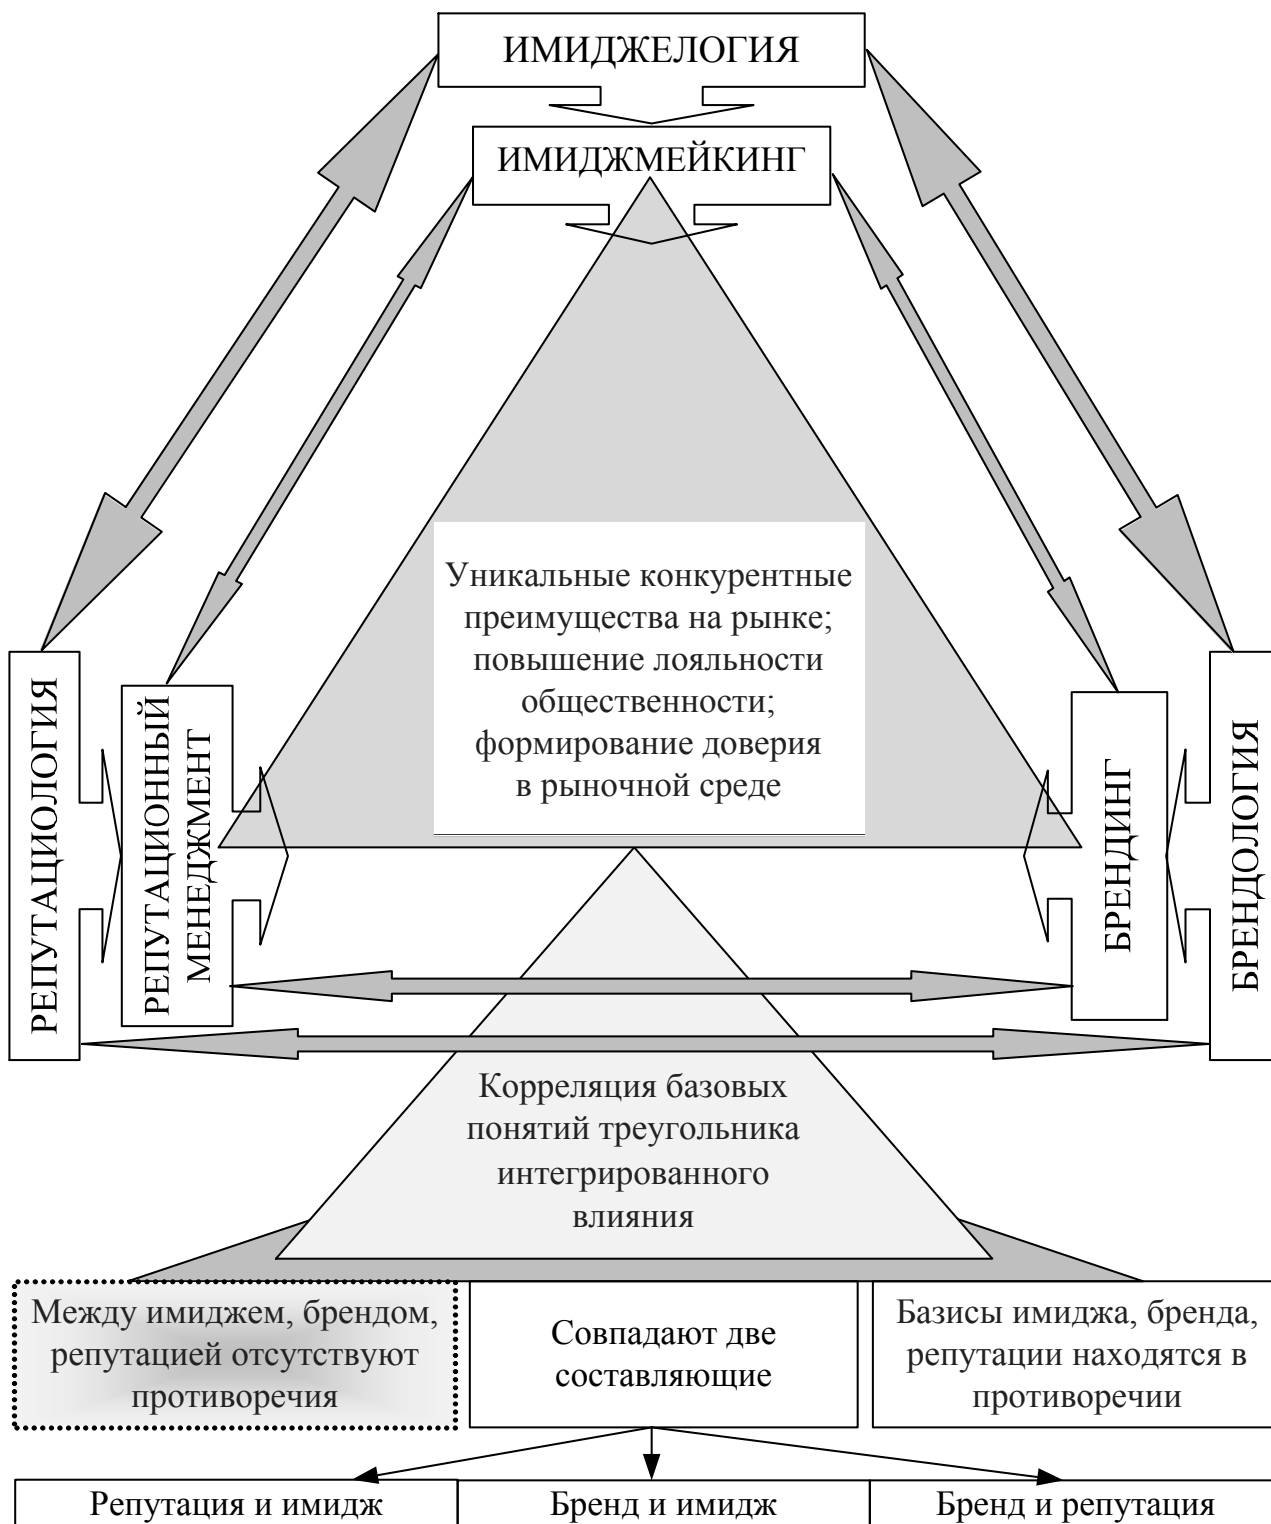 ИМИДЖЕЛОГИЯ
ИМИДЖМЕЙКИНГ
Уникальные конкурентные
преимущества на рынке;
повышение лояльности
общественности;
формирование доверия
в рыночной среде
РЕПУТАЦИОЛОГИЯ
РЕПУТАЦИОННЫЙ
МЕНЕДЖМЕНТ
БРЕНДИНГ
БРЕНДОЛОГИЯ
Корреляция базовых
понятий треугольника
интегрированного
влияния
Между имиджем, брендом,
репутацией отсутствуют
противоречия
Совпадают две
составляющие
Базисы имиджа, бренда,
репутации находятся в
противоречии
Репутация и имидж
Бренд и имидж
Бренд и репутация